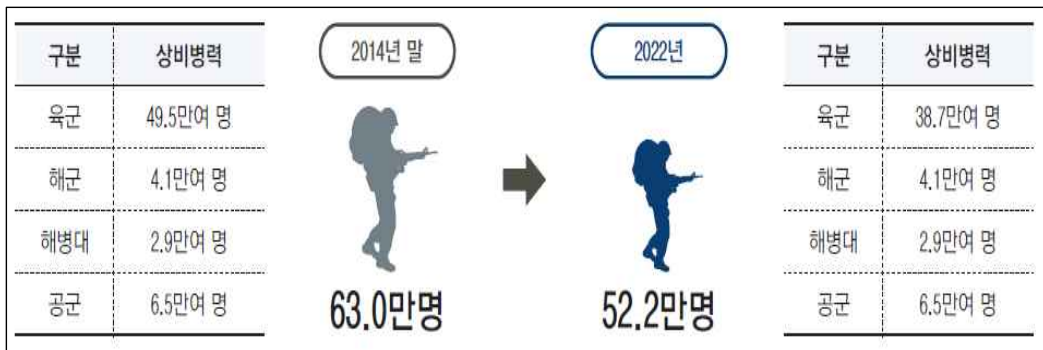 구분 상비병력
육군 49.5만여 명
해군 4.1만여 명
해병대 2.9만여 명
공군 6.5만여 명
2014년 말
63.0만명
2022년
52.2만명
구분 상비병력
육군 38.7만여 명
해군 4.1만여 명
해병대 2.9만여 명
공군 6.5만여 명